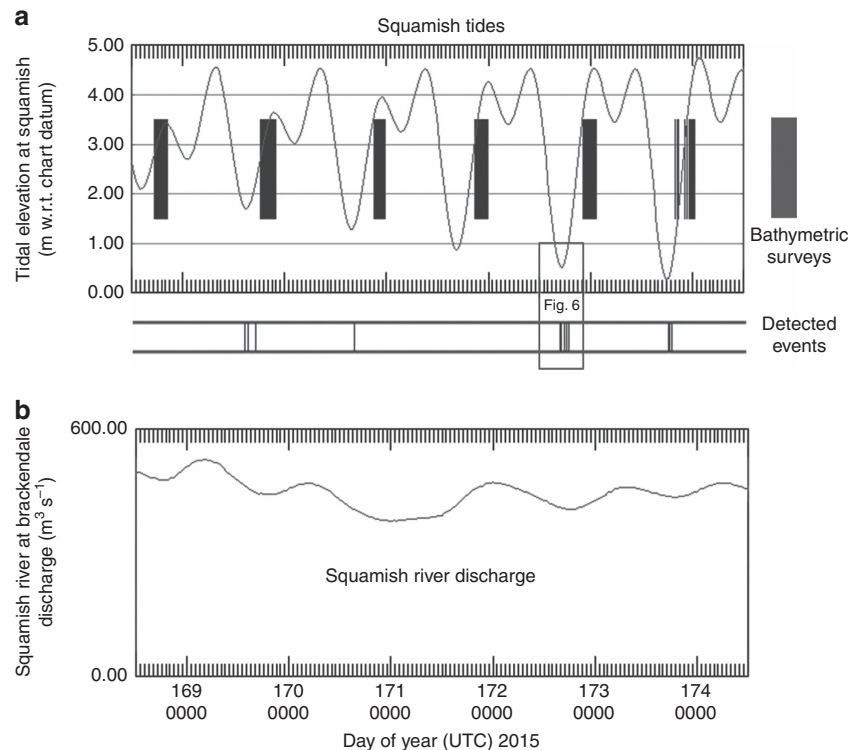 a
Squamish tides
5.00
4.00
3.00
2.00
1.00
0.00
Tidal elevation at squamish
(m w.r.t. chart datum)
Bathymetric
surveys
Fig. 6
Detected
events
b
600.00
0.00
Squamish river at brackendale
discharge (m³ s⁻¹)
Squamish river discharge
169 170 171 172 173 174
0000 0000 0000 0000 0000 0000
Day of year (UTC) 2015